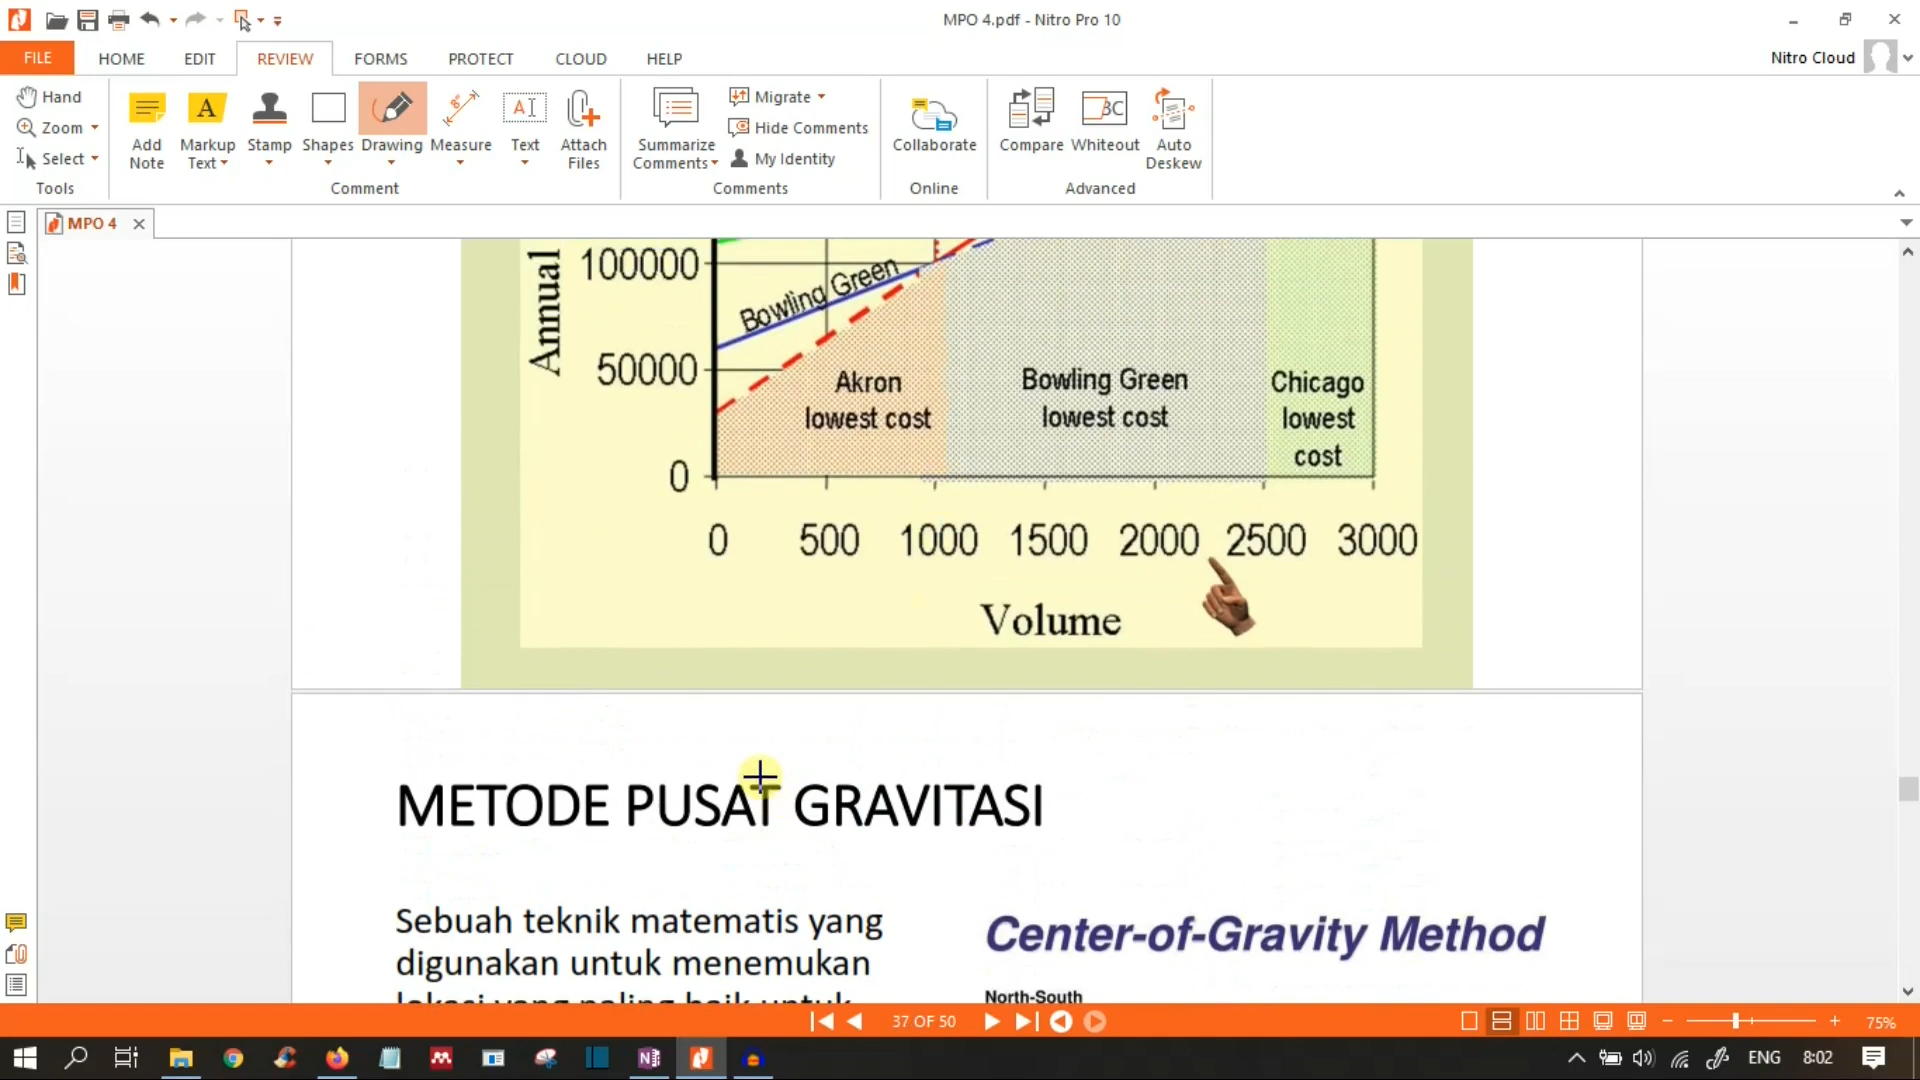 MPO 4.pdf - Nitro Pro 10
FILE HOME EDIT REVIEW FORMS PROTECT CLOUD HELP
Nitro Cloud
Hand
Zoom
Select
Tools
Add Note
Markup Text
Stamp
Shapes
Drawing
Measure
Text
Attach Files
Comment
Summarize Comments
Migrate
Hide Comments
My Identity
Comments
Collaborate
Online
Compare
Whiteout
Auto Deskew
Advanced
MPO 4
Annual
100000
50000
0
Bowling Green
Akron
lowest cost
Bowling Green
lowest cost
Chicago
lowest
cost
0 500 1000 1500 2000 2500 3000
Volume
METODE PUSAT GRAVITASI
Sebuah teknik matematis yang
digunakan untuk menemukan
lokasi yang paling baik untuk
Center-of-Gravity Method
North-South
37 OF 50
75%
ENG 8:02